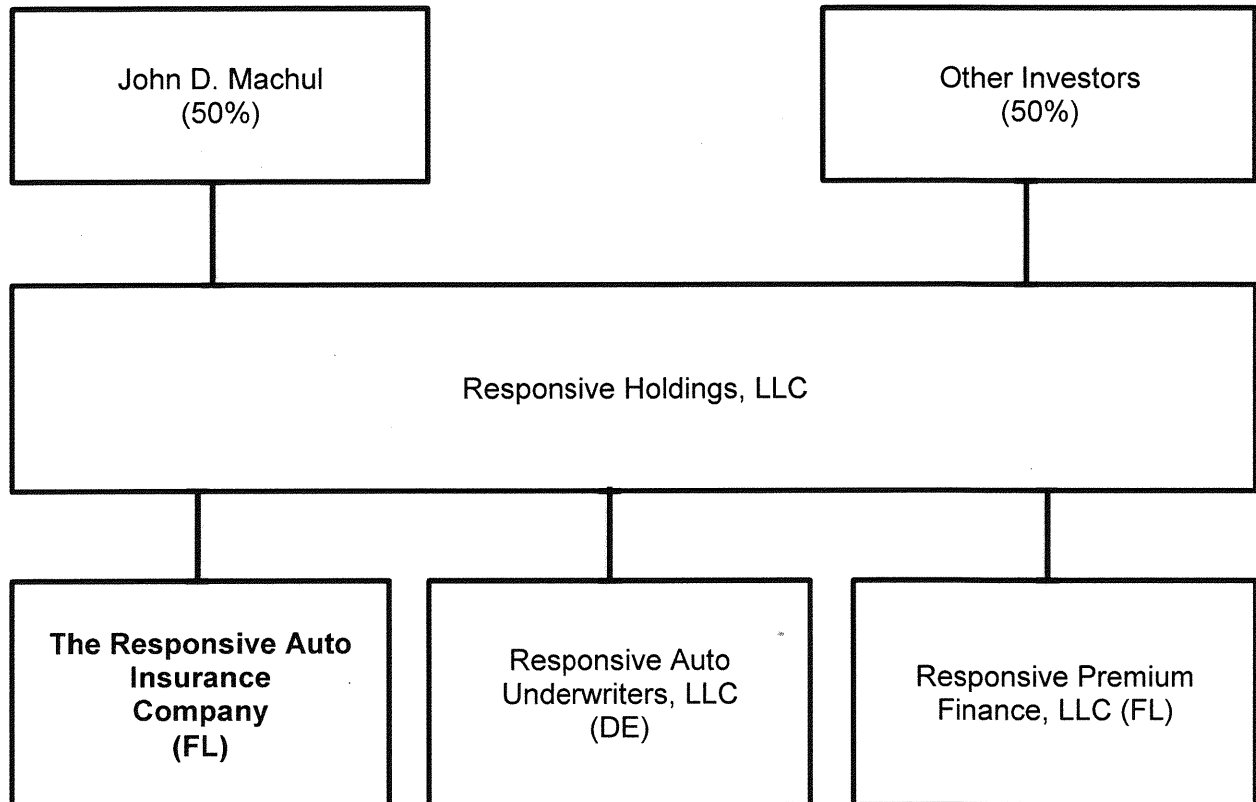 John D. Machul
(50%)
Other Investors
(50%)
Responsive Holdings, LLC
The Responsive Auto
Insurance
Company
(FL)
Responsive Auto
Underwriters, LLC
(DE)
Responsive Premium
Finance, LLC (FL)